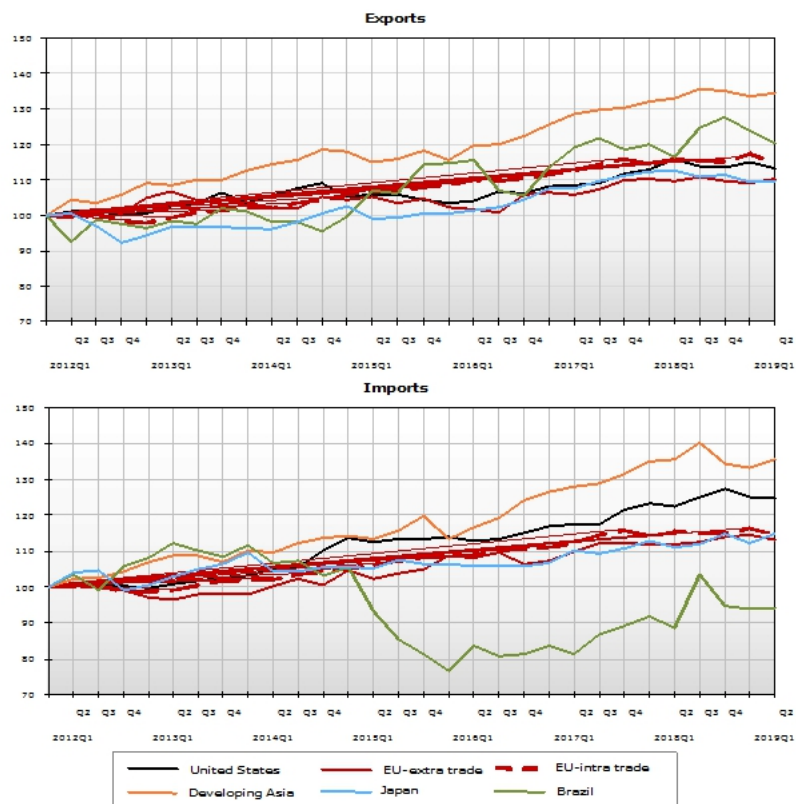 Exports
150
140
130
120
110
100
90
80
70
Q2 Q3 Q4 Q2 Q3 Q4 Q2 Q3 Q4 Q2 Q3 Q4 Q2 Q3 Q4 Q2 Q3 Q4 Q2 Q3 Q4 Q2
2012Q1 2013Q1 2014Q1 2015Q1 2016Q1 2017Q1 2018Q1 2019Q1
Imports
150
140
130
120
110
100
90
80
70
Q2 Q3 Q4 Q2 Q3 Q4 Q2 Q3 Q4 Q2 Q3 Q4 Q2 Q3 Q4 Q2 Q3 Q4 Q2 Q3 Q4 Q2
2012Q1 2013Q1 2014Q1 2015Q1 2016Q1 2017Q1 2018Q1 2019Q1
United States EU-extra trade EU-intra trade
Developing Asia Japan Brazil